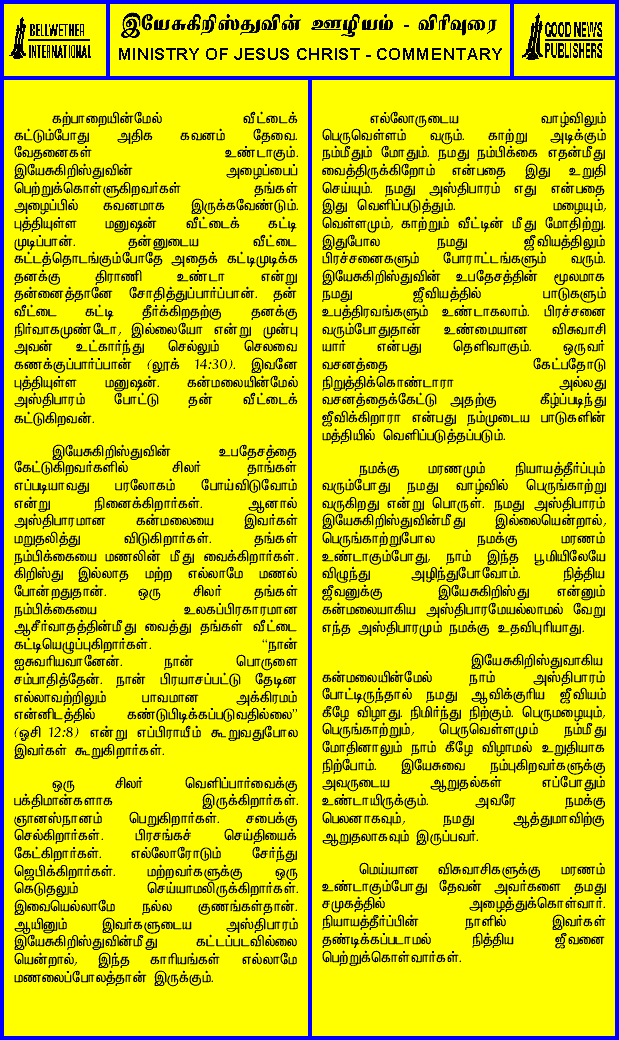 BELLWETHER
INTERNATIONAL
இயேசுகிறிஸ்துவின் ஊழியம் - விரிவுரை
MINISTRY OF JESUS CHRIST - COMMENTARY
GOOD NEWS
PUBLISHERS
கற்பாறையின்மேல் வீட்டைக்
கட்டும்போது அதிக கவனம் தேவை.
வேதனைகள் உண்டாகும்.
இயேசுகிறிஸ்துவின் அழைப்பைப்
பெற்றுக்கொள்ளுகிறவர்கள் தங்கள்
அழைப்பில் கவனமாக இருக்கவேண்டும்.
புத்தியுள்ள மனுஷன் வீட்டைக் கட்டி
முடிப்பான். தன்னுடைய வீட்டை
கட்டத்தொடங்கும்போதே அதைக் கட்டிமுடிக்க
தனக்கு திராணி உண்டா என்று
தன்னைத்தானே சோதித்துப்பார்ப்பான். தன்
வீட்டை கட்டி தீர்க்கிறதற்கு தனக்கு
நிர்வாகமுண்டோ, இல்லையோ என்று முன்பு
அவன் உட்கார்ந்து செல்லும் செலவை
கணக்குப்பார்ப்பான் (லூக் 14:30). இவனே
புத்தியுள்ள மனுஷன். கன்மலையின்மேல்
அஸ்திபாரம் போட்டு தன் வீட்டைக்
கட்டுகிறவன்.
இயேசுகிறிஸ்துவின் உபதேசத்தை
கேட்டுகிறவர்களில் சிலர் தாங்கள்
எப்படியாவது பரலோகம் போய்விடுவோம்
என்று நினைக்கிறார்கள். ஆனால்
அஸ்திபாரமான கன்மலையை இவர்கள்
மறுதலித்து விடுகிறார்கள். தங்கள்
நம்பிக்கையை மணலின் மீது வைக்கிறார்கள்.
கிறிஸ்து இல்லாத மற்ற எல்லாமே மணல்
போன்றதுதான். ஒரு சிலர் தங்கள்
நம்பிக்கையை உலகப்பிரகாரமான
ஆசீர்வாதத்தின்மீது வைத்து தங்கள் வீட்டை
கட்டியெழுப்புகிறார்கள். “நான்
ஐசுவரியவானேன். நான் பொருளை
சம்பாதித்தேன். நான் பிரயாசப்பட்டு தேடின
எல்லாவற்றிலும் பாவமான அக்கிரமம்
என்னிடத்தில் கண்டுபிடிக்கப்படுவதில்லை”
(ஓசி 12:8) என்று எப்பிராயீம் கூறுவதுபோல
இவர்கள் கூறுகிறார்கள்.
ஒரு சிலர் வெளிப்பார்வைக்கு
பக்திமான்களாக இருக்கிறார்கள்.
ஞானஸ்நானம் பெறுகிறார்கள். சபைக்கு
செல்கிறார்கள். பிரசங்கச் செய்தியைக்
கேட்கிறார்கள். எல்லோரோடும் சேர்ந்து
ஜெபிக்கிறார்கள். மற்றவர்களுக்கு ஒரு
கெடுதலும் செய்யாமலிருக்கிறார்கள்.
இவையெல்லாமே நல்ல குணங்கள்தான்.
ஆயினும் இவர்களுடைய அஸ்திபாரம்
இயேசுகிறிஸ்துவின்மீது கட்டப்படவில்லை
யென்றால், இந்த காரியங்கள் எல்லாமே
மணலைப்போலத்தான் இருக்கும்.
எல்லோருடைய வாழ்விலும்
பெருவெள்ளம் வரும். காற்று அடிக்கும்
நம்மீதும் மோதும். நமது நம்பிக்கை எதன்மீது
வைத்திருக்கிறோம் என்பதை இது உறுதி
செய்யும். நமது அஸ்திபாரம் எது என்பதை
இது வெளிப்படுத்தும். மழையும்,
வெள்ளமும், காற்றும் வீட்டின் மீது மோதிற்று.
இதுபோல நமது ஜீவியத்திலும்
பிரச்சனைகளும் போராட்டங்களும் வரும்.
இயேசுகிறிஸ்துவின் உபதேசத்தின் மூலமாக
நமது ஜீவியத்தில் பாடுகளும்
உபத்திரவங்களும் உண்டாகலாம். பிரச்சனை
வரும்போதுதான் உண்மையான விசுவாசி
யார் என்பது தெளிவாகும். ஒருவர்
வசனத்தை கேட்பதோடு
நிறுத்திக்கொண்டாரா அல்லது
வசனத்தைக்கேட்டு அதற்கு கீழ்ப்படிந்து
ஜீவிக்கிறாரா என்பது நம்முடைய பாடுகளின்
மத்தியில் வெளிப்படுத்தப்படும்.
நமக்கு மரணமும் நியாயத்தீர்ப்பும்
வரும்போது நமது வாழ்வில் பெருங்காற்று
வருகிறது என்று பொருள். நமது அஸ்திபாரம்
இயேசுகிறிஸ்துவின்மீது இல்லையென்றால்,
பெருங்காற்றுபோல நமக்கு மரணம்
உண்டாகும்போது, நாம் இந்த பூமியிலேயே
விழுந்து அழிந்துபோவோம். நித்திய
ஜீவனுக்கு இயேசுகிறிஸ்து என்னும்
கன்மலையாகிய அஸ்திபாரமேயல்லாமல் வேறு
எந்த அஸ்திபாரமும் நமக்கு உதவிபுரியாது.
இயேசுகிறிஸ்துவாகிய
கன்மலையின்மேல் நாம் அஸ்திபாரம்
போட்டிருந்தால் நமது ஆவிக்குரிய ஜீவியம்
கீழே விழாது. நிமிர்ந்து நிற்கும். பெருமழையும்,
பெருங்காற்றும், பெருவெள்ளமும் நம்மீது
மோதினாலும் நாம் கீழே விழாமல் உறுதியாக
நிற்போம். இயேசுவை நம்புகிறவர்களுக்கு
அவருடைய ஆறுதல்கள் எப்போதும்
உண்டாயிருக்கும். அவரே நமக்கு
பெலனாகவும், நமது ஆத்துமாவிற்கு
ஆறுதலாகவும் இருப்பவர்.
மெய்யான விசுவாசிகளுக்கு மரணம்
உண்டாகும்போது தேவன் அவர்களை தமது
சமுகத்தில் அழைத்துக்கொள்வார்.
நியாயத்தீர்ப்பின் நாளில் இவர்கள்
தண்டிக்கப்படாமல் நித்திய ஜீவனை
பெற்றுக்கொள்வார்கள்.